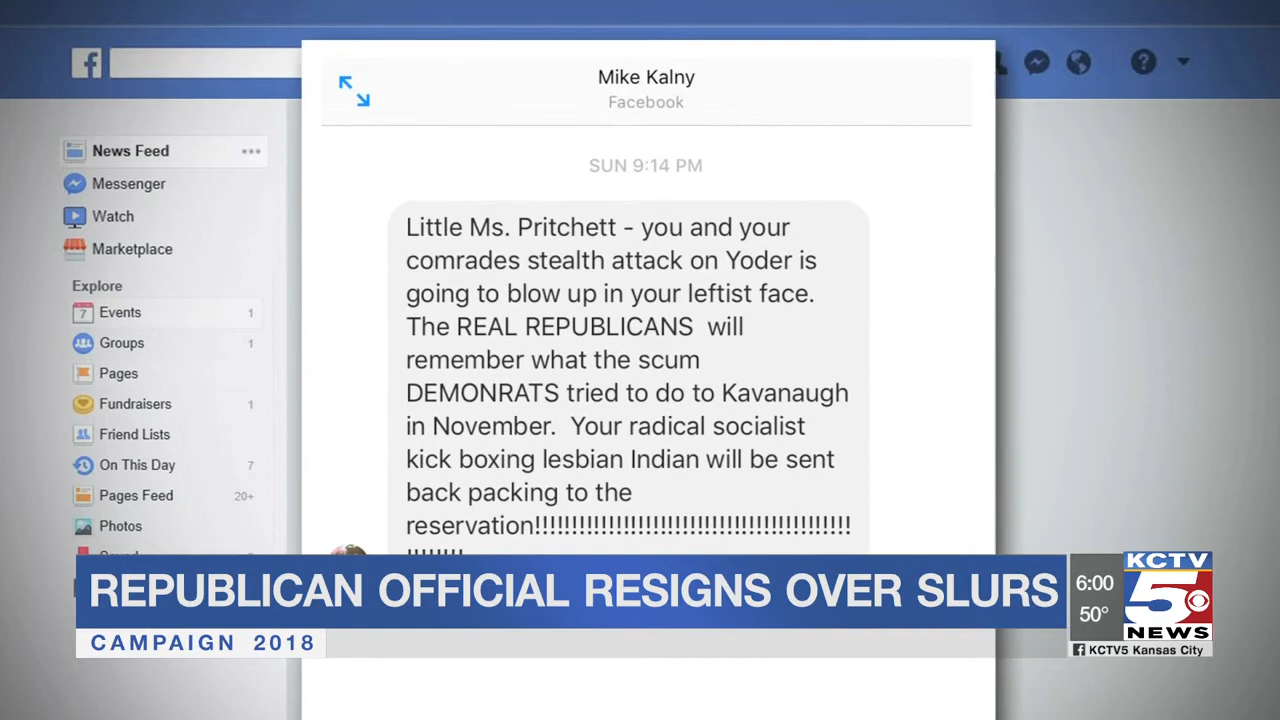 f
Mike Kalny
Facebook
SUN 9:14 PM
News Feed
Messenger
Watch
Marketplace
Explore
7 Events 1
Groups 1
Pages
Fundraisers 1
Friend Lists
On This Day 7
Pages Feed 20+
Photos
Little Ms. Pritchett - you and your
comrades stealth attack on Yoder is
going to blow up in your leftist face.
The REAL REPUBLICANS will
remember what the scum
DEMONRATS tried to do to Kavanaugh
in November. Your radical socialist
kick boxing lesbian Indian will be sent
back packing to the
reservation!!!!!!!!!!!!!!!!!!!!!!!!!!!!!!!!!!!!!!!!!!!
!!!!!!!!
REPUBLICAN OFFICIAL RESIGNS OVER SLURS
CAMPAIGN 2018
6:00
50°
KCTV
5
NEWS
f KCTV5 Kansas City